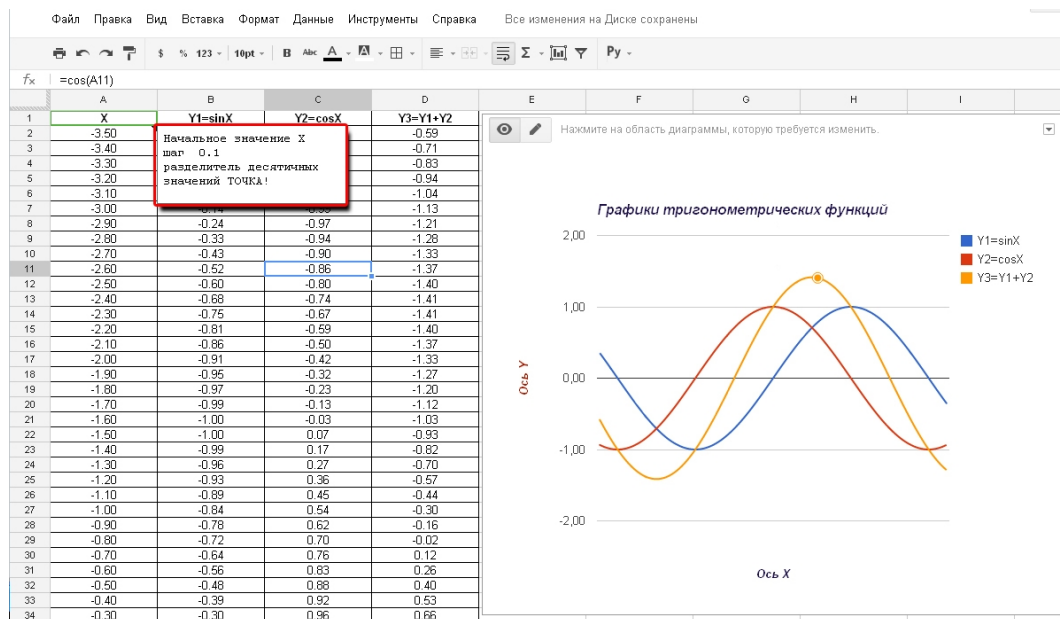 Файл Правка Вид Вставка Формат Данные Инструменты Справка Все изменения на Диске сохранены
$ % 123 10pt B Abc A A Σ Ру
fx =cos(A11)
A B C D E F G H I
1 X Y1=sinX Y2=cosX Y3=Y1+Y2
2 -3.50 -0.59
3 -3.40 -0.71
4 -3.30 -0.83
5 -3.20 -0.94
6 -3.10 -1.04
7 -3.00 -0.14 -0.99 -1.13
8 -2.90 -0.24 -0.97 -1.21
9 -2.80 -0.33 -0.94 -1.28
10 -2.70 -0.43 -0.90 -1.33
11 -2.60 -0.52 -0.86 -1.37
12 -2.50 -0.60 -0.80 -1.40
13 -2.40 -0.68 -0.74 -1.41
14 -2.30 -0.75 -0.67 -1.41
15 -2.20 -0.81 -0.59 -1.40
16 -2.10 -0.86 -0.50 -1.37
17 -2.00 -0.91 -0.42 -1.33
18 -1.90 -0.95 -0.32 -1.27
19 -1.80 -0.97 -0.23 -1.20
20 -1.70 -0.99 -0.13 -1.12
21 -1.60 -1.00 -0.03 -1.03
22 -1.50 -1.00 0.07 -0.93
23 -1.40 -0.99 0.17 -0.82
24 -1.30 -0.96 0.27 -0.70
25 -1.20 -0.93 0.36 -0.57
26 -1.10 -0.89 0.45 -0.44
27 -1.00 -0.84 0.54 -0.30
28 -0.90 -0.78 0.62 -0.16
29 -0.80 -0.72 0.70 -0.02
30 -0.70 -0.64 0.76 0.12
31 -0.60 -0.56 0.83 0.26
32 -0.50 -0.48 0.88 0.40
33 -0.40 -0.39 0.92 0.53
34 -0.30 -0.30 0.96 0.66
Начальное значение X
шаг 0.1
разделитель десятичных
значений ТОЧКА!
Нажмите на область диаграммы, которую требуется изменить.
Графики тригонометрических функций
2,00
1,00
0,00
-1,00
-2,00
Ось Y
Ось X
Y1=sinX
Y2=cosX
Y3=Y1+Y2